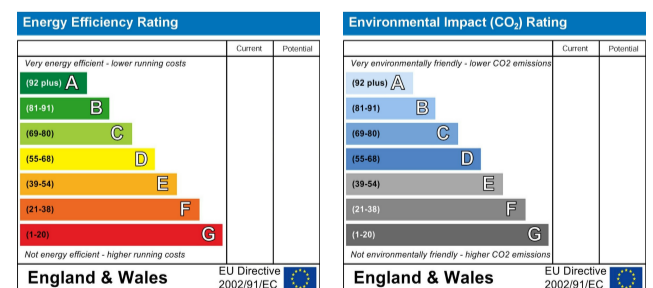 Energy Efficiency Rating
Current Potential
Very energy efficient - lower running costs
(92 plus) A
(81-91) B
(69-80) C
(55-68) D
(39-54) E
(21-38) F
(1-20) G
Not energy efficient - higher running costs
England & Wales
EU Directive
2002/91/EC
Environmental Impact (CO₂) Rating
Current Potential
Very environmentally friendly - lower CO2 emissions
(92 plus) A
(81-91) B
(69-80) C
(55-68) D
(39-54) E
(21-38) F
(1-20) G
Not environmentally friendly - higher CO2 emissions
England & Wales
EU Directive
2002/91/EC